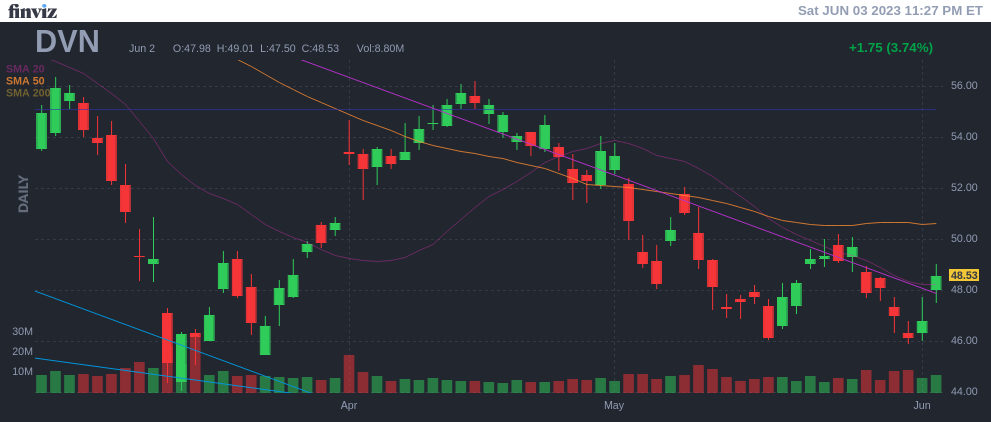 finviz
Sat JUN 03 2023 11:27 PM ET
DVN
Jun 2 O:47.98 H:49.01 L:47.50 C:48.53 Vol:8.80M
+1.75 (3.74%)
SMA 20
SMA 50
SMA 200
DAILY
56.00
54.00
52.00
50.00
48.53
48.00
46.00
44.00
30M
20M
10M
Apr
May
Jun